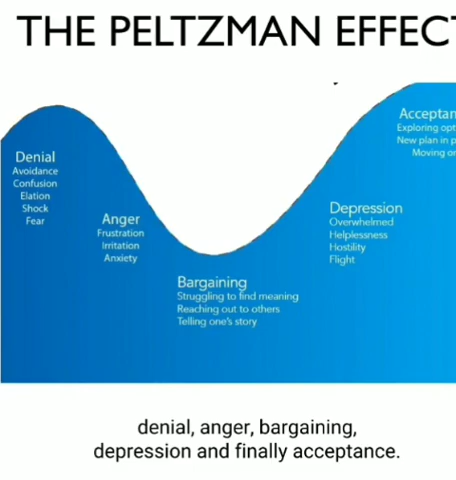 THE PELTZMAN EFFECT
Denial
Avoidance
Confusion
Elation
Shock
Fear
Anger
Frustration
Irritation
Anxiety
Bargaining
Struggling to find meaning
Reaching out to others
Telling one's story
Depression
Overwhelmed
Helplessness
Hostility
Flight
Acceptan
Exploring opt
New plan in p
Moving on
denial, anger, bargaining,
depression and finally acceptance.